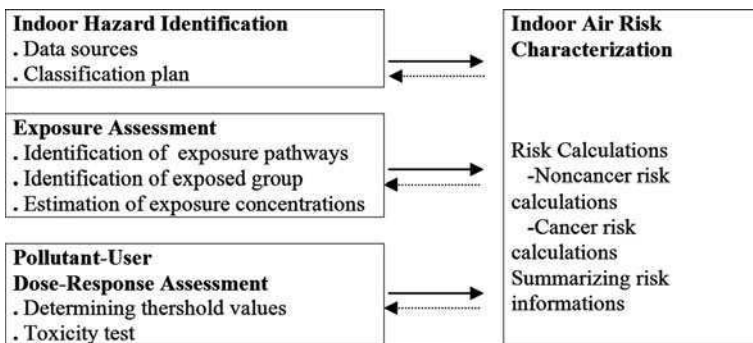 Indoor Hazard Identification
. Data sources
. Classification plan
Exposure Assessment
. Identification of exposure pathways
. Identification of exposed group
. Estimation of exposure concentrations
Pollutant-User
Dose-Response Assessment
. Determining thershold values
. Toxicity test
Indoor Air Risk
Characterization
Risk Calculations
-Noncancer risk
calculations
-Cancer risk
calculations
Summarizing risk
informations